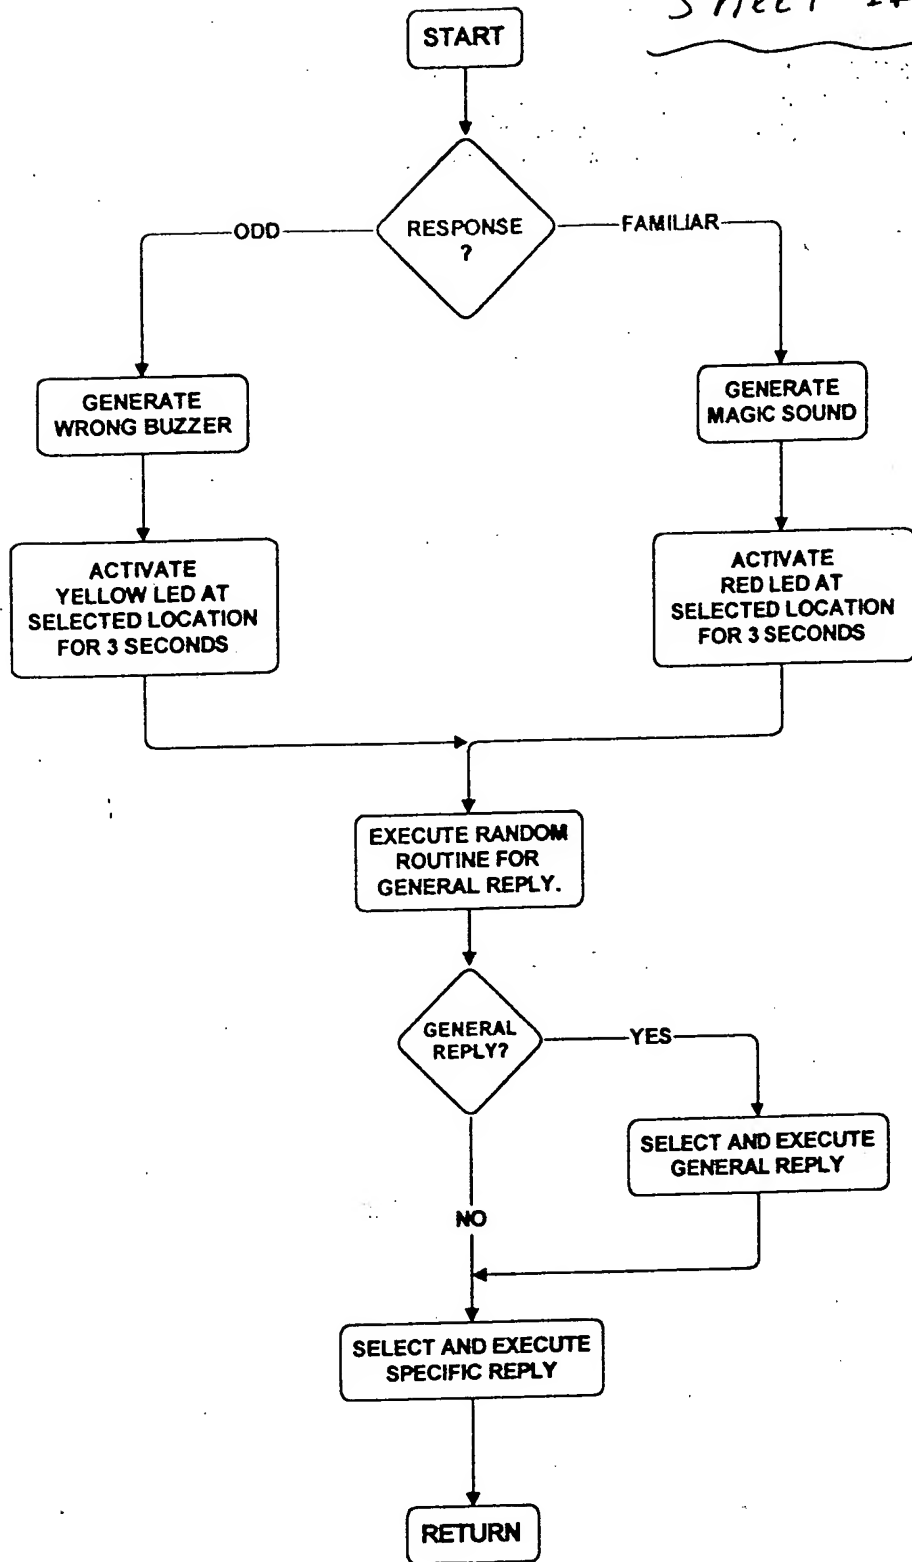 Sheet
START
ODD
RESPONSE
?
FAMILIAR
GENERATE
WRONG BUZZER
GENERATE
MAGIC SOUND
ACTIVATE
YELLOW LED AT
SELECTED LOCATION
FOR 3 SECONDS
ACTIVATE
RED LED AT
SELECTED LOCATION
FOR 3 SECONDS
EXECUTE RANDOM
ROUTINE FOR
GENERAL REPLY.
GENERAL
REPLY?
YES
SELECT AND EXECUTE
GENERAL REPLY
NO
SELECT AND EXECUTE
SPECIFIC REPLY
RETURN